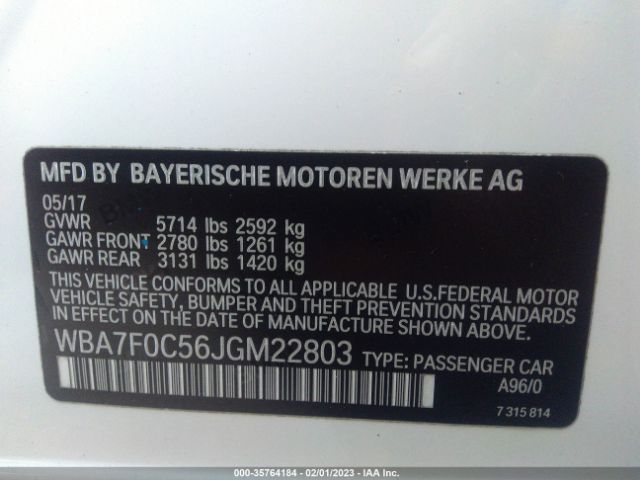 MFD BY BAYERISCHE MOTOREN WERKE AG
05/17
GVWR 5714 lbs 2592 kg
GAWR FRONT 2780 lbs 1261 kg
GAWR REAR 3131 lbs 1420 kg
THIS VEHICLE CONFORMS TO ALL APPLICABLE U.S.FEDERAL MOTOR
VEHICLE SAFETY, BUMPER AND THEFT PREVENTION STANDARDS
IN EFFECT ON THE DATE OF MANUFACTURE SHOWN ABOVE.
WBA7F0C56JGM22803 TYPE: PASSENGER CAR
A96/0
7 315 814
000-35764184 - 02/01/2023 - IAA Inc.